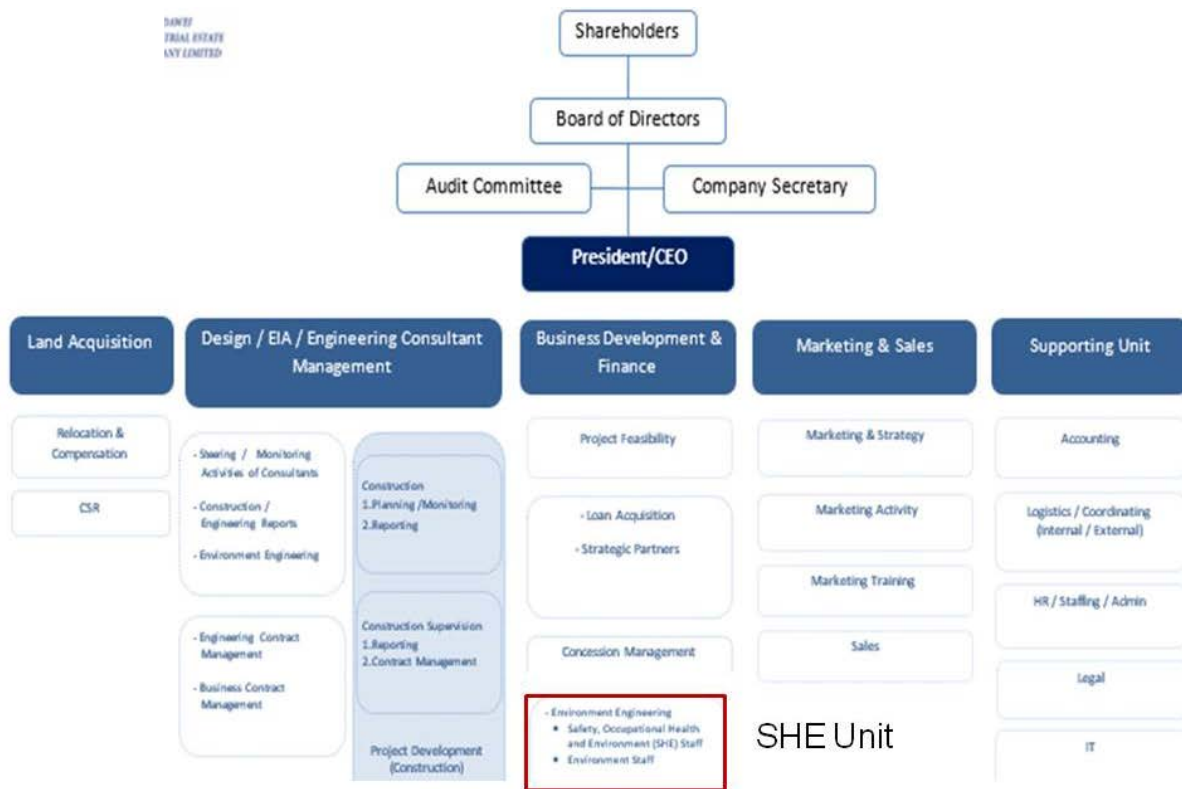 DAWEI
TRIAL ESTATE
ANY LIMITED
Shareholders
Board of Directors
Audit Committee
Company Secretary
President/CEO
Land Acquisition
Relocation &
Compensation
CSR
Design / EIA / Engineering Consultant
Management
- Steering / Monitoring
Activities of Consultants
- Construction /
Engineering Reports
- Environment Engineering
- Engineering Contract
Management
- Business Contract
Management
Construction
1.Planning /Monitoring
2.Reporting
Construction Supervision
1.Reporting
2.Contract Management
Project Development
(Construction)
Business Development &
Finance
Project Feasibility
- Loan Acquisition
- Strategic Partners
Concession Management
- Environment Engineering
• Safety, Occupational Health
and Environment (SHE) Staff
• Environment Staff
SHE Unit
Marketing & Sales
Marketing & Strategy
Marketing Activity
Marketing Training
Sales
Supporting Unit
Accounting
Logistics / Coordinating
(Internal / External)
HR / Staffing / Admin
Legal
IT